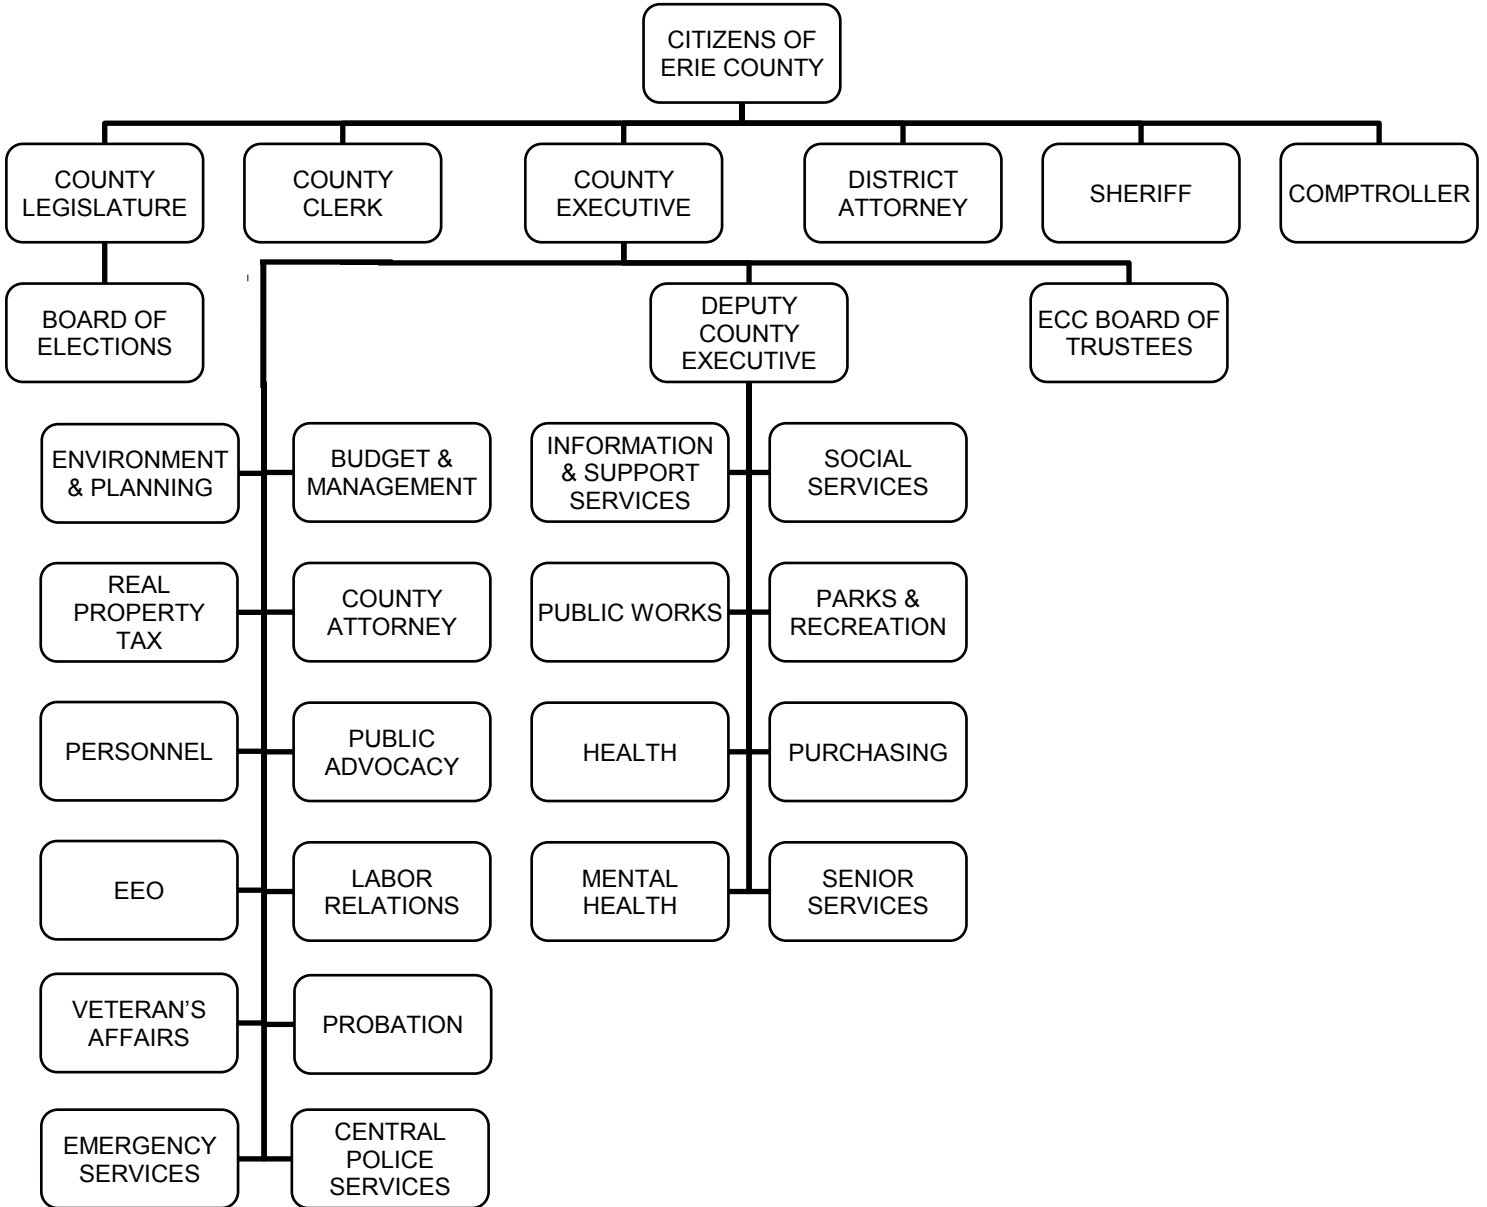 CITIZENS OF
ERIE COUNTY
COUNTY
LEGISLATURE
COUNTY
CLERK
COUNTY
EXECUTIVE
DISTRICT
ATTORNEY
SHERIFF
COMPTROLLER
BOARD OF
ELECTIONS
DEPUTY
COUNTY
EXECUTIVE
ECC BOARD OF
TRUSTEES
ENVIRONMENT
& PLANNING
BUDGET &
MANAGEMENT
INFORMATION
& SUPPORT
SERVICES
SOCIAL
SERVICES
REAL
PROPERTY
TAX
COUNTY
ATTORNEY
PUBLIC WORKS
PARKS &
RECREATION
PERSONNEL
PUBLIC
ADVOCACY
HEALTH
PURCHASING
EEO
LABOR
RELATIONS
MENTAL
HEALTH
SENIOR
SERVICES
VETERAN’S
AFFAIRS
PROBATION
EMERGENCY
SERVICES
CENTRAL
POLICE
SERVICES